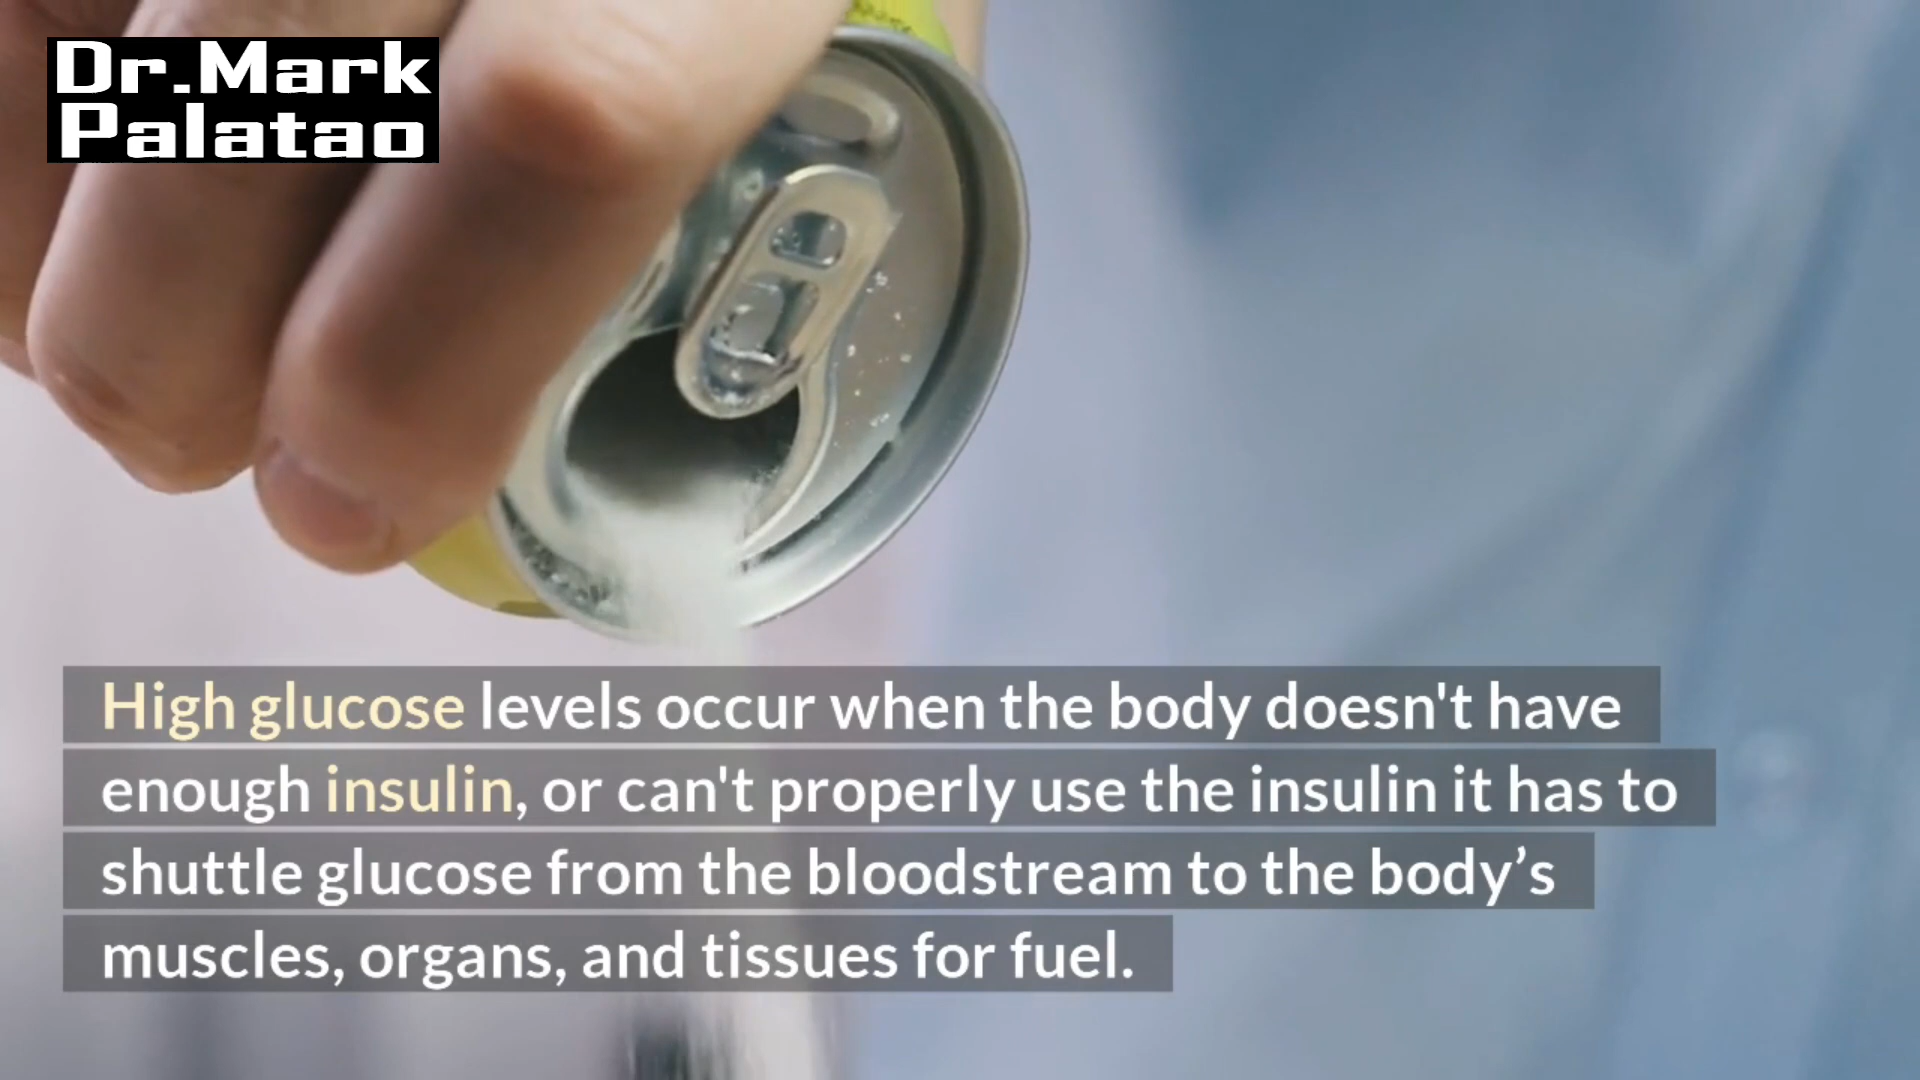 Dr.Mark
Palatao
High glucose levels occur when the body doesn't have
enough insulin, or can't properly use the insulin it has to
shuttle glucose from the bloodstream to the body’s
muscles, organs, and tissues for fuel.